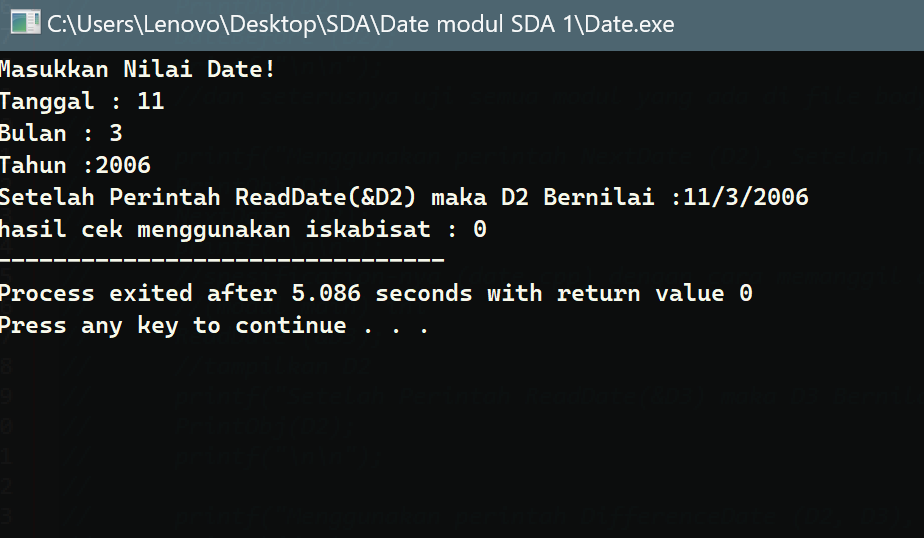 C:\Users\Lenovo\Desktop\SDA\Date modul SDA 1\Date.exe
Masukkan Nilai Date!
Tanggal : 11
Bulan : 3
Tahun :2006
Setelah Perintah ReadDate(&D2) maka D2 Bernilai :11/3/2006
hasil cek menggunakan iskabisat : 0
--------------------------------
Process exited after 5.086 seconds with return value 0
Press any key to continue . . .